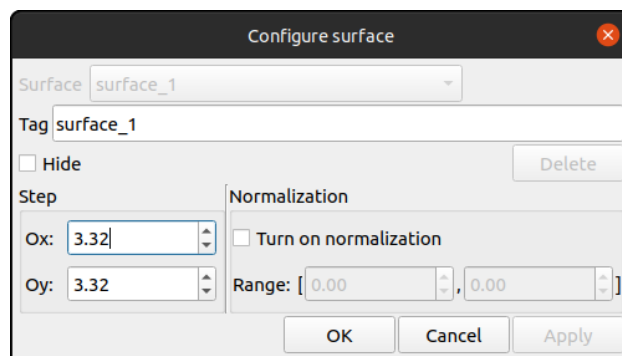 Configure surface
Surface surface_1
Tag surface_1
Hide
Delete
Step
Normalization
Ox: 3.32
Turn on normalization
Oy: 3.32
Range: [ 0.00 , 0.00 ]
OK
Cancel
Apply